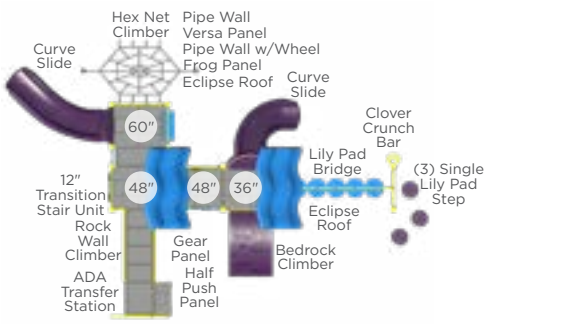 Hex Net
Climber
Pipe Wall
Versa Panel
Pipe Wall w/Wheel
Frog Panel
Eclipse Roof
Curve
Slide
Curve
Slide
60"
Clover
Crunch
Bar
Lily Pad
Bridge
(3) Single
Lily Pad
Step
12"
Transition
Stair Unit
48"
48"
36"
Rock
Wall
Climber
Eclipse
Roof
Gear
Panel
Half
Push
Panel
Bedrock
Climber
ADA
Transfer
Station